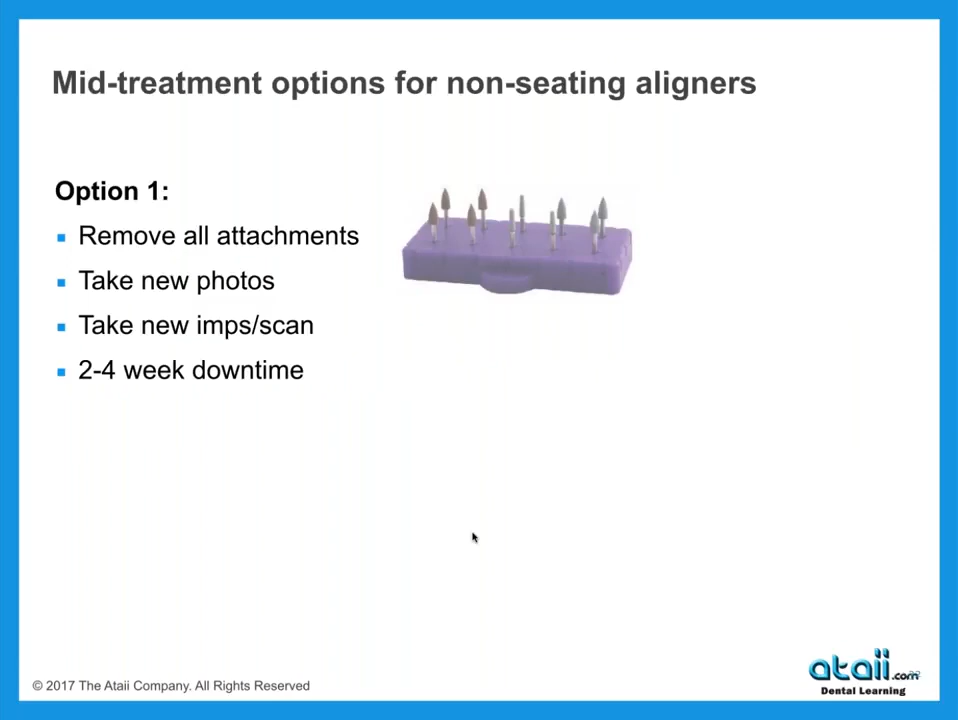 Mid-treatment options for non-seating aligners
Option 1:
Remove all attachments
Take new photos
Take new imps/scan
2-4 week downtime
© 2017 The Ataii Company. All Rights Reserved
ataii.com
Dental Learning